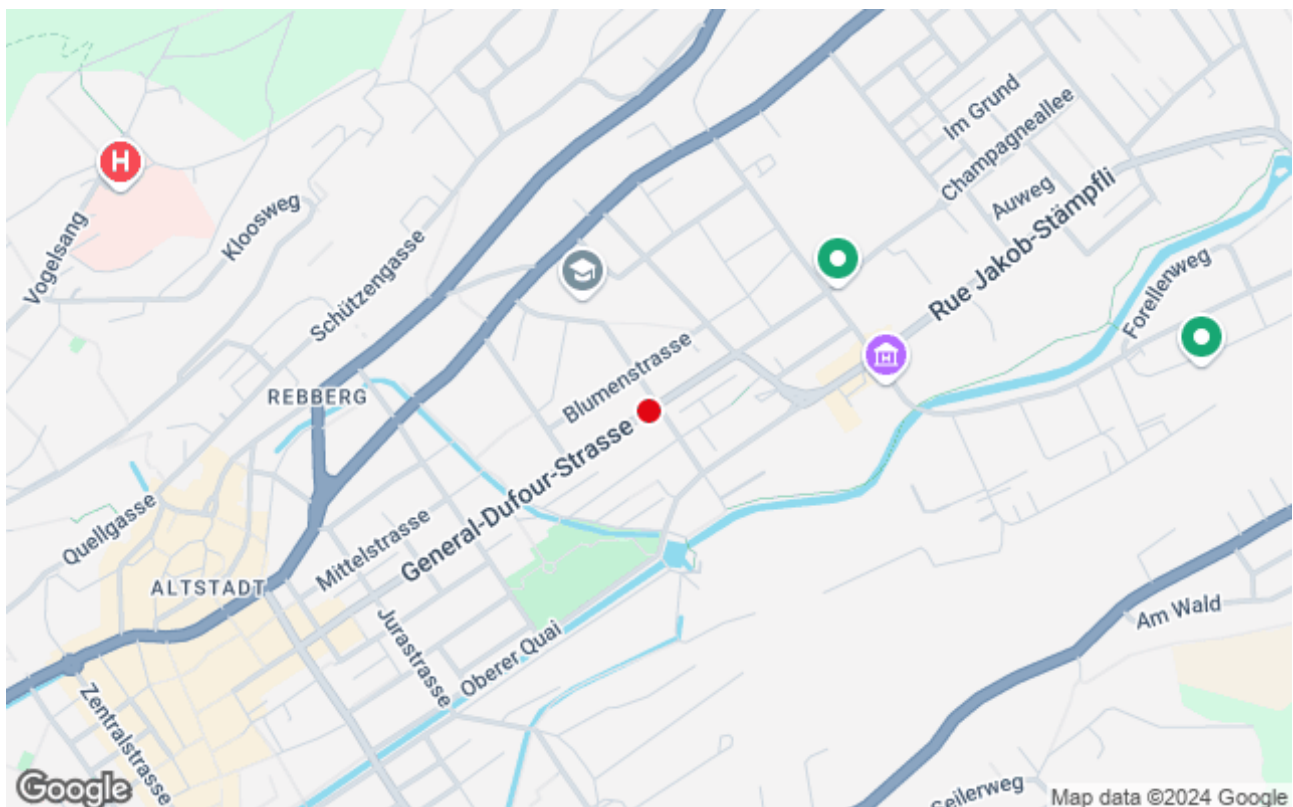 H
Im Grund
Champagneallee
Auweg
Rue Jakob-Stämpfli
Vogelsang
Kloosweg
Schützengasse
Forellenweg
H
Blumenstrasse
REBBERG
General-Dufour-Strasse
Quellgasse
Mittelstrasse
ALTSTADT
Jurastrasse
Oberer Quai
Am Wald
Zentralstrasse
Google
Map data ©2024 Google